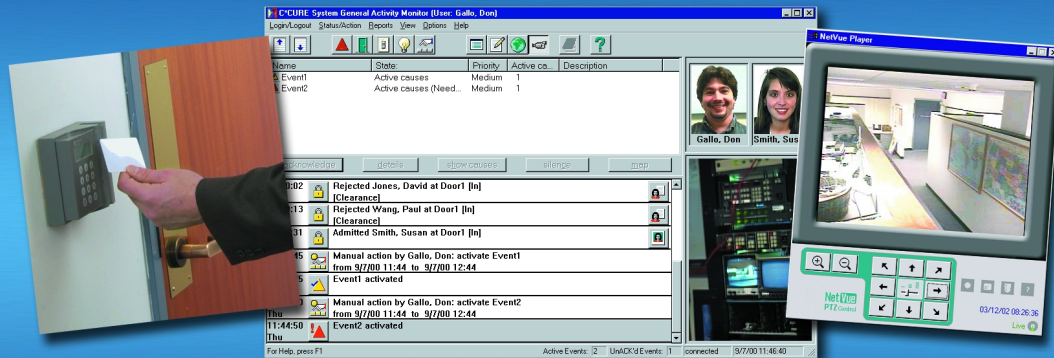 C*CURE System General Activity Monitor (User: Gallo, Don)
Login/Logout Status/Action Reports View Options Help
Name State: Priority Active ca... Description
Event1 Active causes Medium 1
Event2 Active causes (Need... Medium 1
acknowledge details show causes silence map
:02 Rejected Jones, David at Door1 [In]
[Clearance]
:13 Rejected Wang, Paul at Door1 [In]
[Clearance]
:31 Admitted Smith, Susan at Door1 [In]
45 Manual action by Gallo, Don: activate Event1
from 9/7/00 11:44 to 9/7/00 12:44
Event1 activated
Manual action by Gallo, Don: activate Event2
Thu from 9/7/00 11:44 to 9/7/00 12:44
11:44:50 Event2 activated
Thu
For Help, press F1 Active Events: 2 UnACK'd Events: 1 connected 9/7/00 11:46:40
Gallo, Don Smith, Sus
NetVue Player
NetVue
PTZ Control
03/12/02 08:26:36
Live